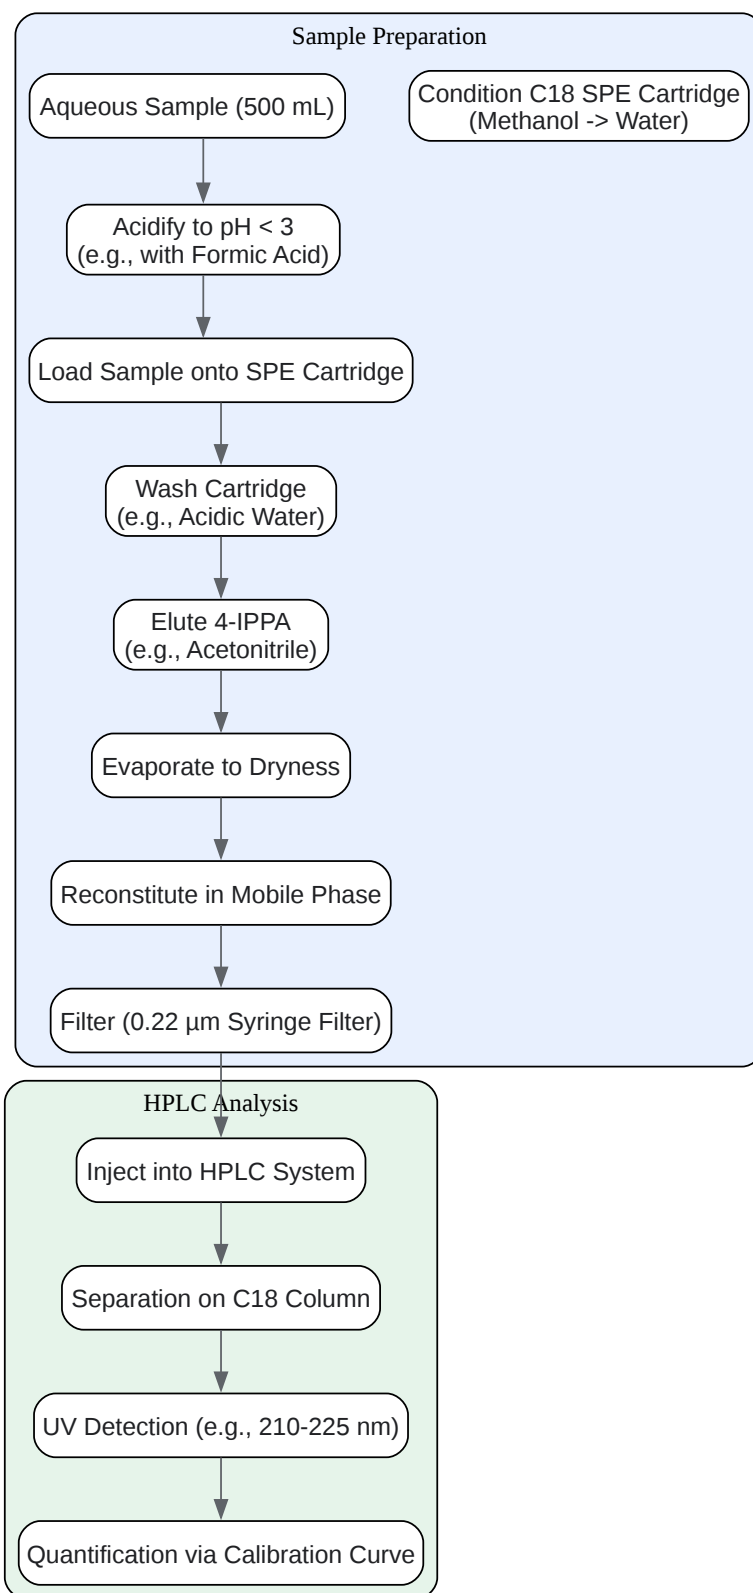 Sample Preparation
Aqueous Sample (500 mL)
Condition C18 SPE Cartridge
(Methanol -> Water)
Acidify to pH < 3
(e.g., with Formic Acid)
Load Sample onto SPE Cartridge
Wash Cartridge
(e.g., Acidic Water)
Elute 4-IPPA
(e.g., Acetonitrile)
Evaporate to Dryness
Reconstitute in Mobile Phase
Filter (0.22 µm Syringe Filter)
HPLC Analysis
Inject into HPLC System
Separation on C18 Column
UV Detection (e.g., 210-225 nm)
Quantification via Calibration Curve